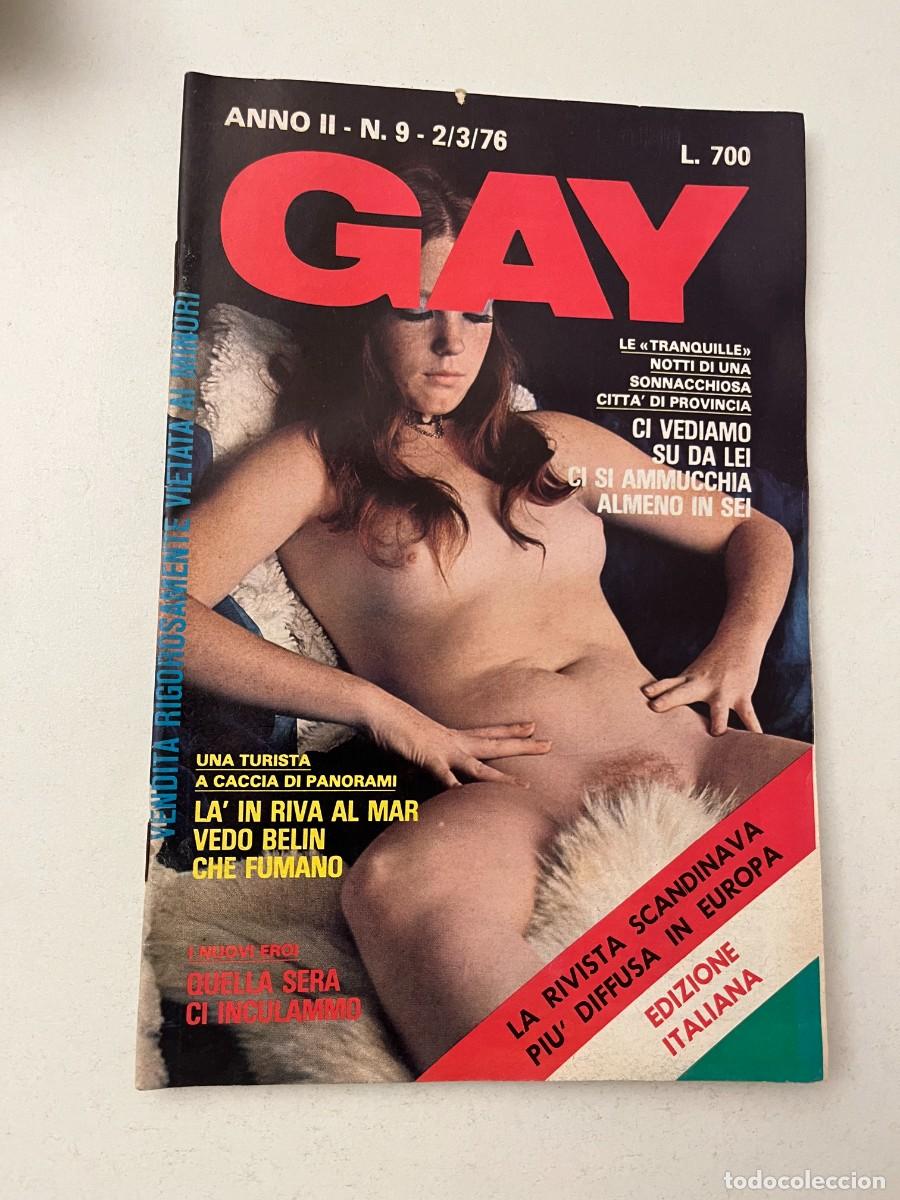 ANNO II - N. 9 - 2/3/76
L. 700
GAY
LE «TRANQUILLE»
NOTTI DI UNA
SONNACCHIOSA
CITTA' DI PROVINCIA
CI VEDIAMO
SU DA LEI
CI SI AMMUCCHIA
ALMENO IN SEI
VENDITA RIGOROSAMENTE VIETATA AI MINORI
UNA TURISTA
A CACCIA DI PANORAMI
LA' IN RIVA AL MAR
VEDO BELIN
CHE FUMANO
I NUOVI EROI
QUELLA SERA
CI INCULAMMO
LA RIVISTA SCANDINAVA
PIU' DIFFUSA IN EUROPA
EDIZIONE
ITALIANA
todocoleccion